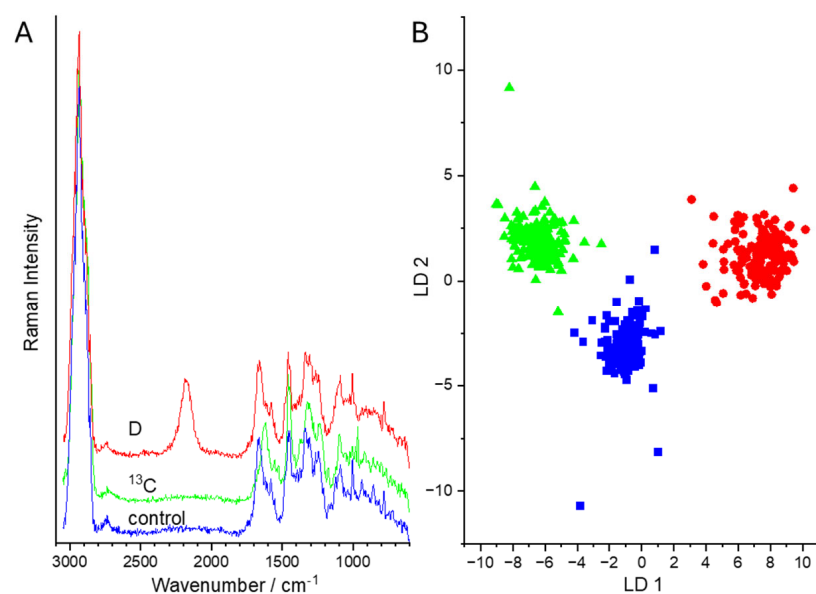 A
Raman Intensity
D
¹³C
control
3000 2500 2000 1500 1000
Wavenumber / cm⁻¹
B
LD 2
10
5
0
−5
−10
−10 −8 −6 −4 −2 0 2 4 6 8 10
LD 1